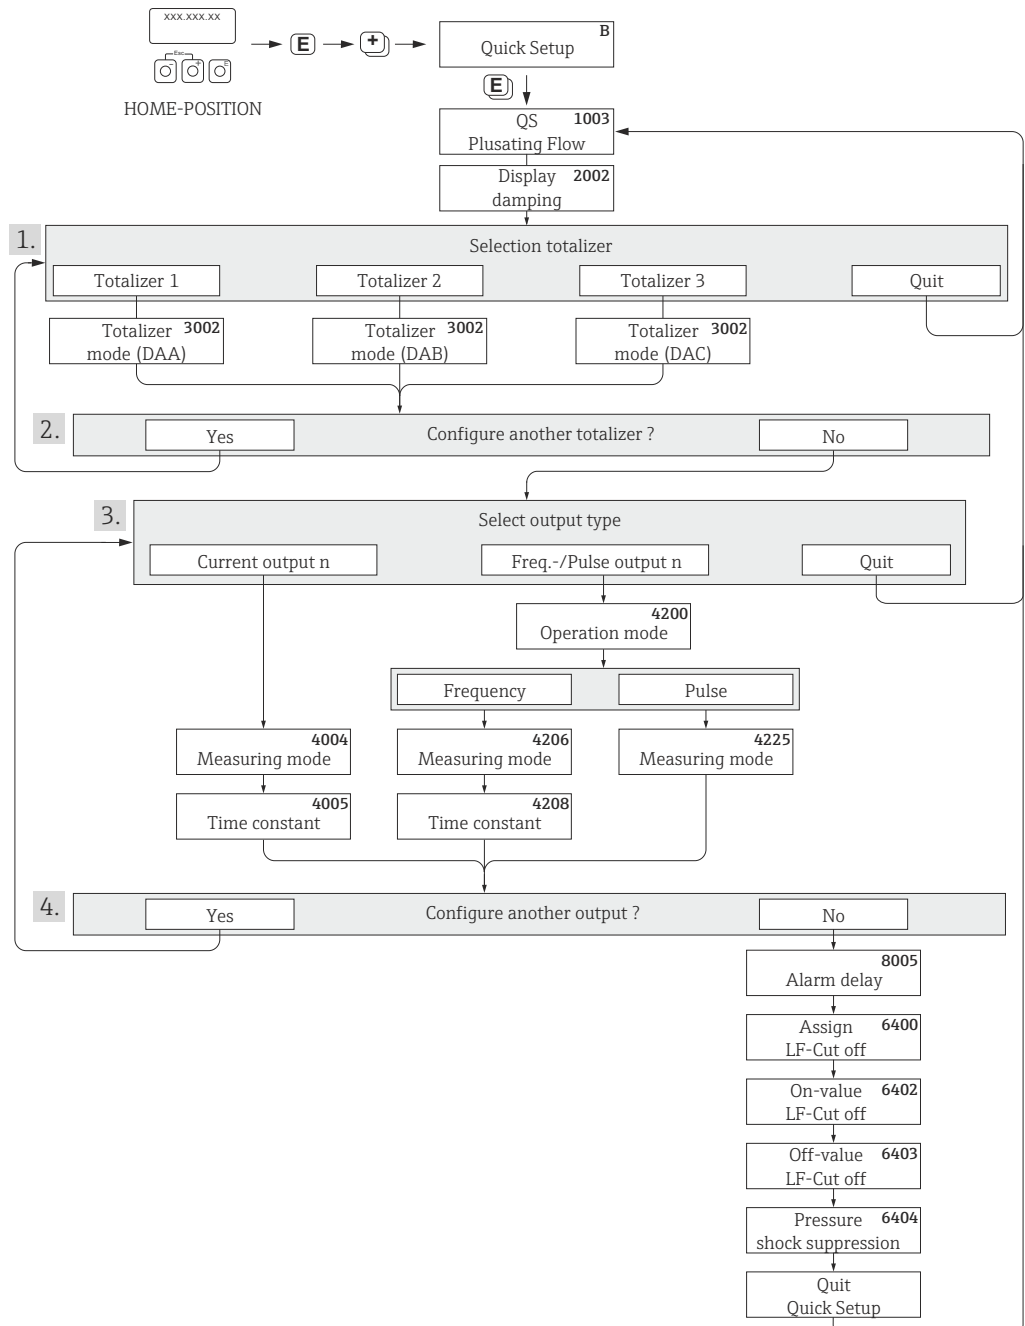 xxx.xxx.xx
Esc
-
+
E
HOME-POSITION
E
+
B
Quick Setup
E
QS 1003
Plusating Flow
Display 2002
damping
1.
Selection totalizer
Totalizer 1
Totalizer 2
Totalizer 3
Quit
Totalizer 3002
mode (DAA)
Totalizer 3002
mode (DAB)
Totalizer 3002
mode (DAC)
2.
Yes
Configure another totalizer ?
No
3.
Select output type
Current output n
Freq.-/Pulse output n
Quit
4200
Operation mode
Frequency
Pulse
4004
Measuring mode
4206
Measuring mode
4225
Measuring mode
4005
Time constant
4208
Time constant
4.
Yes
Configure another output ?
No
8005
Alarm delay
Assign 6400
LF-Cut off
On-value 6402
LF-Cut off
Off-value 6403
LF-Cut off
Pressure 6404
shock suppression
Quit
Quick Setup